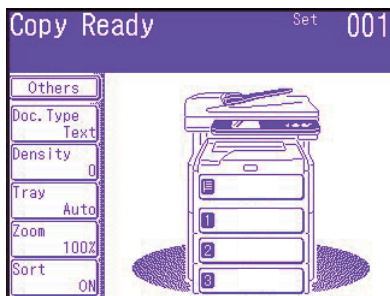 Copy Ready
Set 001
Others
Doc.Type
Text
Density
0
Tray
Auto
Zoom
100%
Sort
ON
1
2
3